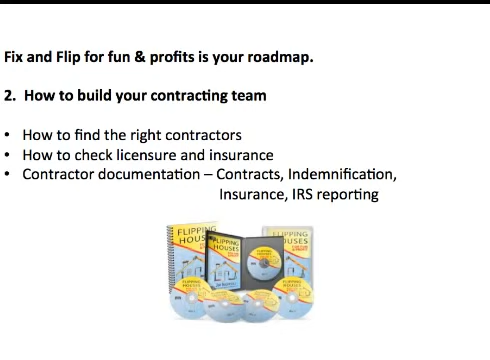 Fix and Flip for fun & profits is your roadmap.
2. How to build your contracting team
• How to find the right contractors
• How to check licensure and insurance
• Contractor documentation – Contracts, Indemnification,
Insurance, IRS reporting
FLIPPING
HOUSES
FLIPPING
HOUSES
FLIPPING
HOUSES